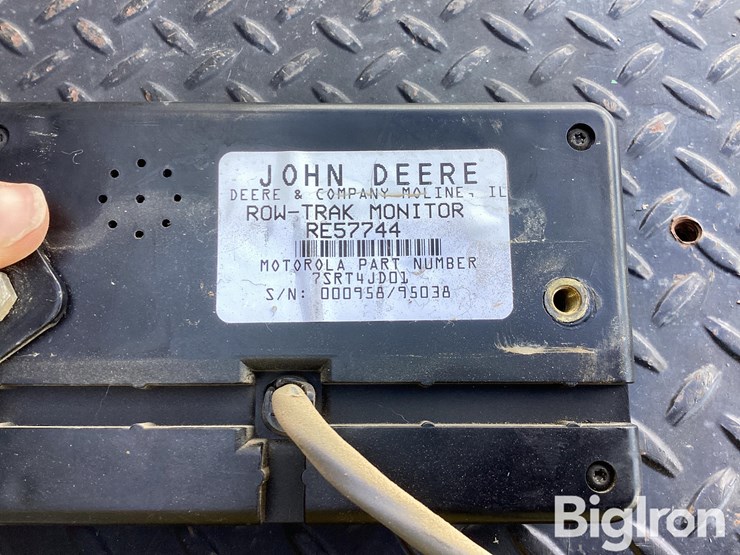 JOHN DEERE
DEERE & COMPANY MOLINE, IL
ROW-TRAK MONITOR
RE57744
MOTOROLA PART NUMBER
7SRT4JD01
S/N: 000958/95038
BigIron